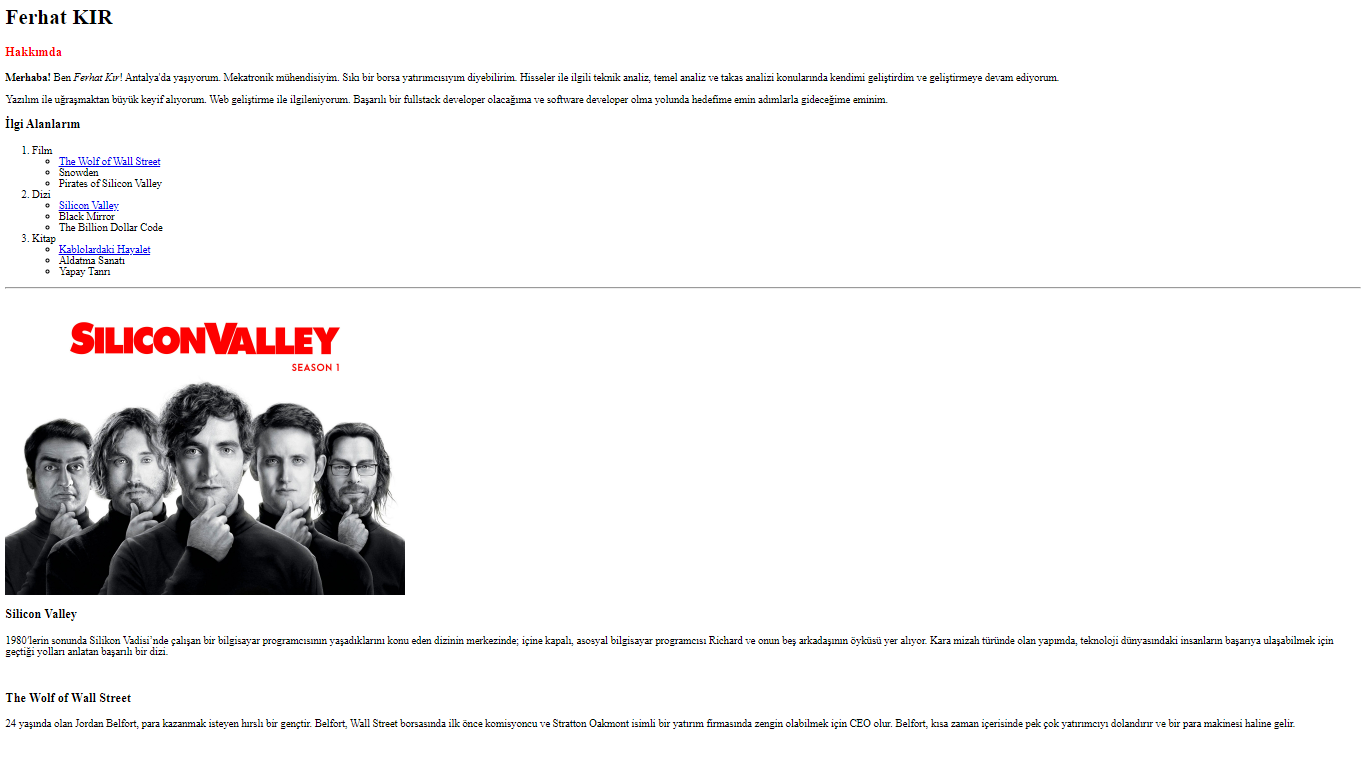 Ferhat KIR
Hakkımda
Merhaba! Ben Ferhat Kır! Antalya'da yaşıyorum. Mekatronik mühendisiyim. Sıkı bir borsa yatırımcısıyım diyebilirim. Hisseler ile ilgili teknik analiz, temel analiz ve takas analizi konularında kendimi geliştirdim ve geliştirmeye devam ediyorum.
Yazılım ile uğraşmaktan büyük keyif alıyorum. Web geliştirme ile ilgileniyorum. Başarılı bir fullstack developer olacağıma ve software developer olma yolunda hedefime emin adımlarla gideceğime eminim.
İlgi Alanlarım
1. Film
The Wolf of Wall Street
Snowden
Pirates of Silicon Valley
2. Dizi
Silicon Valley
Black Mirror
The Billion Dollar Code
3. Kitap
Kablolardaki Hayalet
Aldatma Sanatı
Yapay Tanrı
SILICON VALLEY
SEASON 1
Silicon Valley
1980'lerin sonunda Silikon Vadisi’nde çalışan bir bilgisayar programcısının yaşadıklarını konu eden dizinin merkezinde; içine kapalı, asosyal bilgisayar programcısı Richard ve onun beş arkadaşının öyküsü yer alıyor. Kara mizah türünde olan yapımda, teknoloji dünyasındaki insanların başarıya ulaşabilmek için
geçtiği yolları anlatan başarılı bir dizi.
The Wolf of Wall Street
24 yaşında olan Jordan Belfort, para kazanmak isteyen hırslı bir gençtir. Belfort, Wall Street borsasında ilk önce komisyoncu ve Stratton Oakmont isimli bir yatırım firmasında zengin olabilmek için CEO olur. Belfort, kısa zaman içerisinde pek çok yatırımcıyı dolandırır ve bir para makinesi haline gelir.